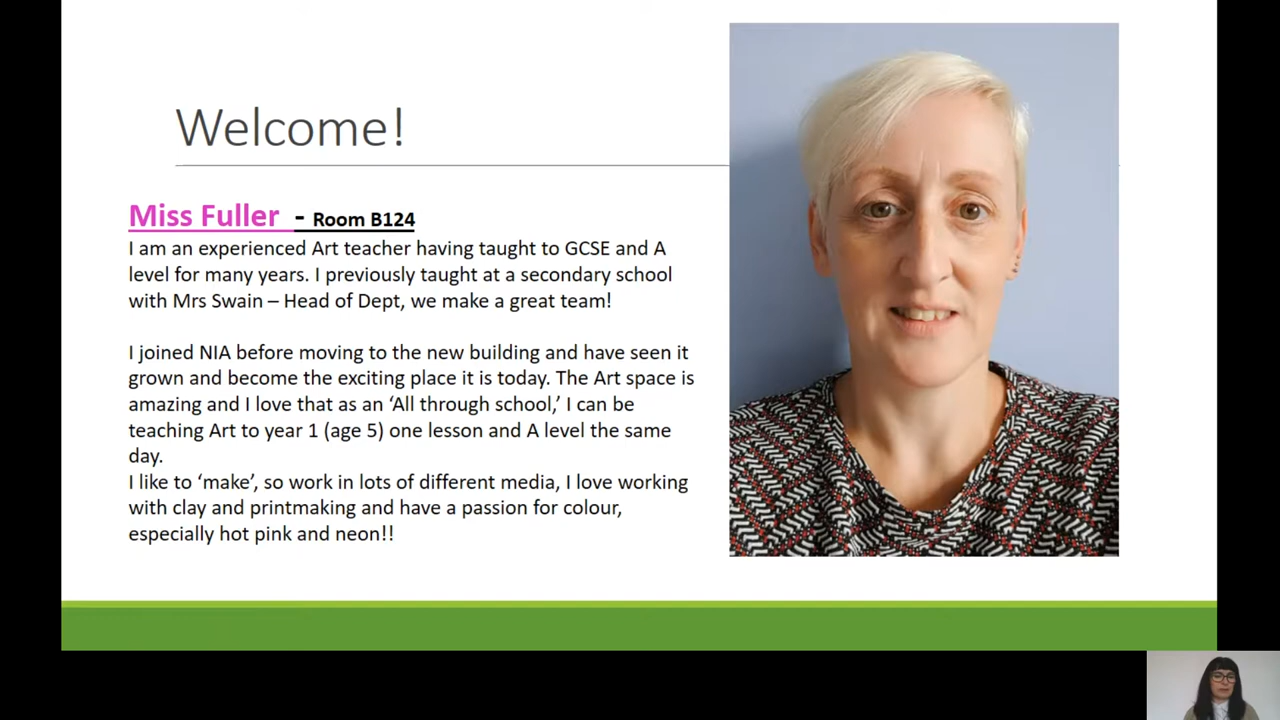 Welcome!
Miss Fuller - Room B124
I am an experienced Art teacher having taught to GCSE and A
level for many years. I previously taught at a secondary school
with Mrs Swain – Head of Dept, we make a great team!
I joined NIA before moving to the new building and have seen it
grown and become the exciting place it is today. The Art space is
amazing and I love that as an ‘All through school,’ I can be
teaching Art to year 1 (age 5) one lesson and A level the same
day.
I like to ‘make’, so work in lots of different media, I love working
with clay and printmaking and have a passion for colour,
especially hot pink and neon!!